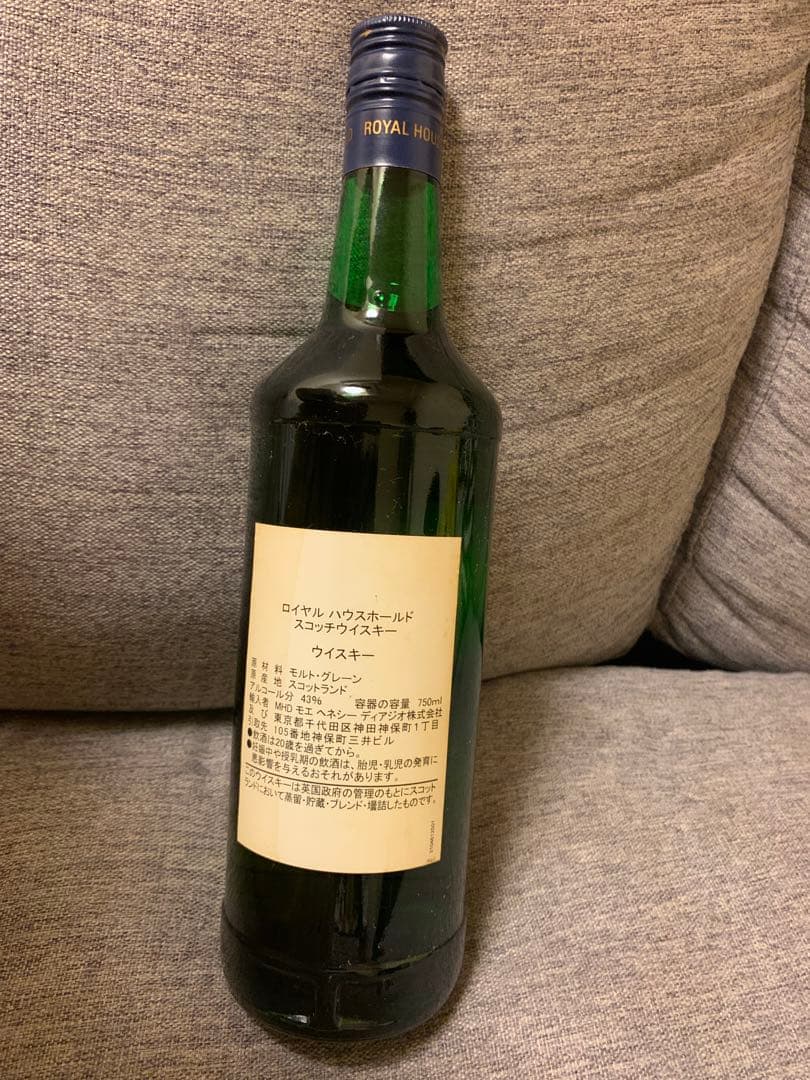 ROYAL HOU
ロイヤル ハウスホールド
スコッチウイスキー
ウイスキー
原材料 モルト・グレーン
原産地 スコットランド
アルコール分 43% 容器の容量 750ml
輸入者 MHD モエ ヘネシー ディアジオ株式会社
及び 東京都千代田区神田神保町1丁目
引取先 105番地神保町三井ビル
●飲酒は20歳を過ぎてから。
●妊娠中や授乳期の飲酒は、胎児・乳児の発育に
悪影響を与えるおそれがあります。
このウイスキーは英国政府の管理のもとにスコット
ランドにおいて蒸留・貯蔵・ブレンド・壜詰したものです。